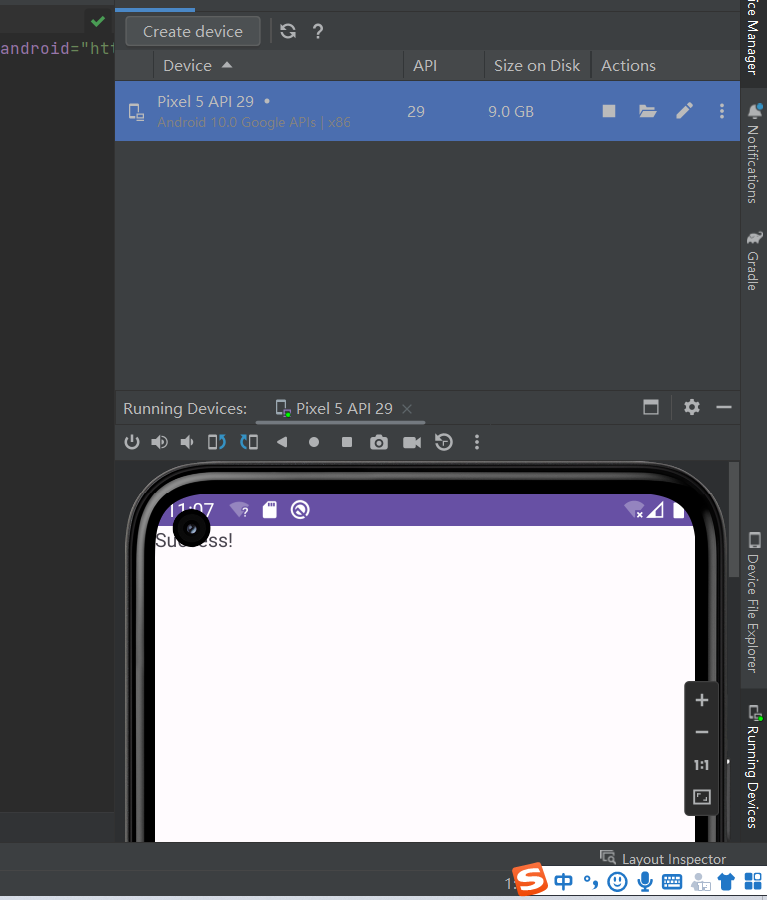 Create device
?
android="htt
Device API Size on Disk Actions
Pixel 5 API 29 • 29 9.0 GB
Android 10.0 Google APIs | x86
Running Devices: Pixel 5 API 29
11:07
Success!
1:1
Layout Inspector
1:
中
Manager
Notifications
Gradle
Device File Explorer
Running Devices